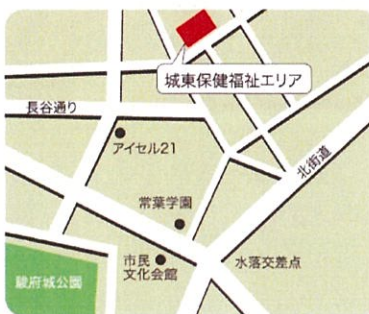 城東保健福祉エリア
長谷通り
アイセル21
北街道
常葉学園
市民
文化会館
水落交差点
駿府城公園